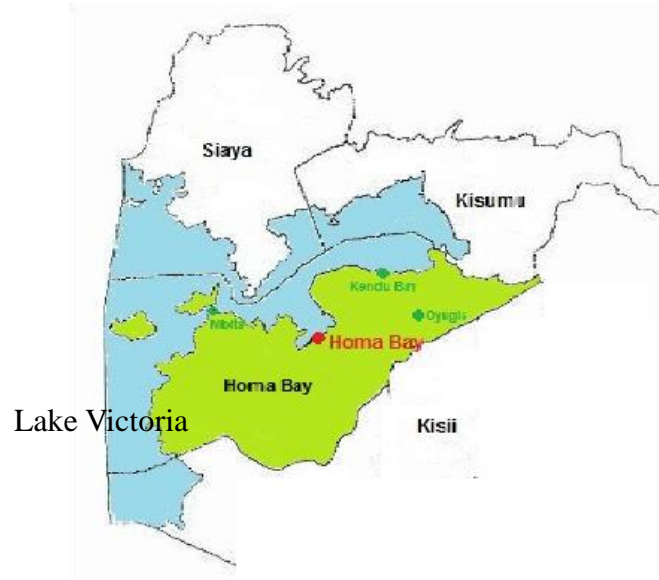 Siaya
Kisumu
Kendu Bay
Mbita
Oyugis
Homa Bay
Homa Bay
Lake Victoria
Kisii